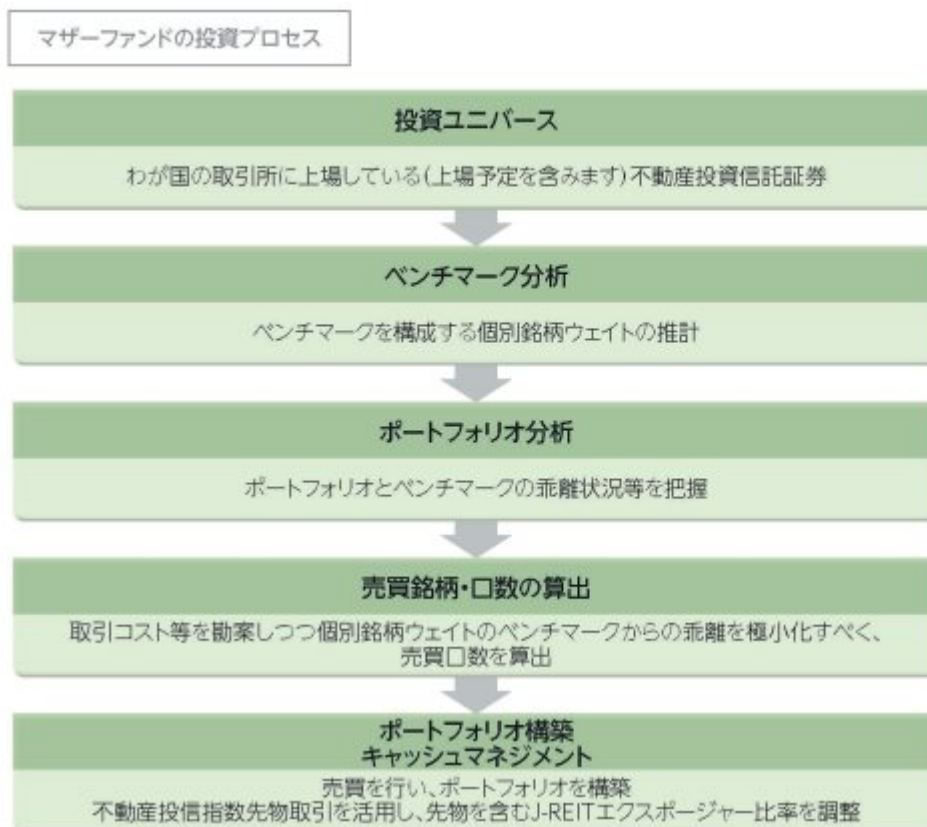 マザーファンドの投資プロセス
投資ユニバース
わが国の取引所に上場している(上場予定を含みます)不動産投資信託証券
ベンチマーク分析
ベンチマークを構成する個別銘柄ウェイトの推計
ポートフォリオ分析
ポートフォリオとベンチマークの乖離状況等を把握
売買銘柄・口数の算出
取引コスト等を勘案しつつ個別銘柄ウェイトのベンチマークからの乖離を極小化すべく、
売買口数を算出
ポートフォリオ構築
キャッシュマネジメント
売買を行い、ポートフォリオを構築
不動産投信指数先物取引を活用し、先物を含むJ-REITエクスポージャー比率を調整